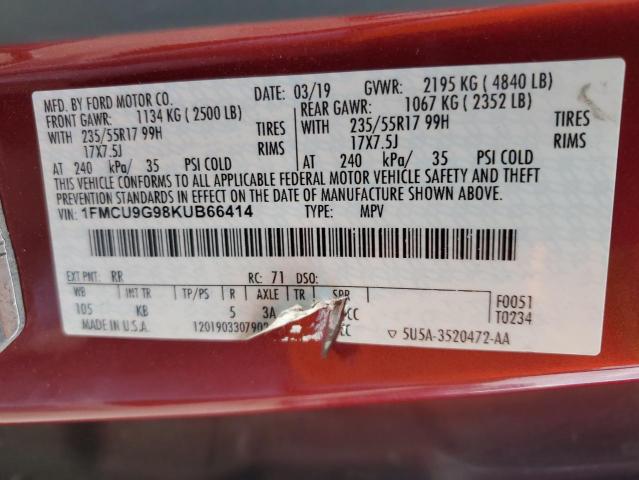 MFD. BY FORD MOTOR CO.
DATE: 03/19 GVWR: 2195 KG ( 4840 LB)
FRONT GAWR: 1134 KG ( 2500 LB)
REAR GAWR: 1067 KG ( 2352 LB)
WITH 235/55R17 99H TIRES
WITH 235/55R17 99H TIRES
17X7.5J RIMS
17X7.5J RIMS
AT 240 kPa/ 35 PSI COLD
AT 240 kPa/ 35 PSI COLD
THIS VEHICLE CONFORMS TO ALL APPLICABLE FEDERAL MOTOR VEHICLE SAFETY AND THEFT
PREVENTION STANDARDS IN EFFECT ON THE DATE OF MANUFACTURE SHOWN ABOVE.
VIN: 1FMCU9G98KUB66414 TYPE: MPV
EXT PNT: RR RC: 71 DSO:
WB INT TR TP/PS R AXLE TR SPR
105 KB 5 3A CC
F0051
T0234
MADE IN U.S.A. 5U5A-3520472-AA